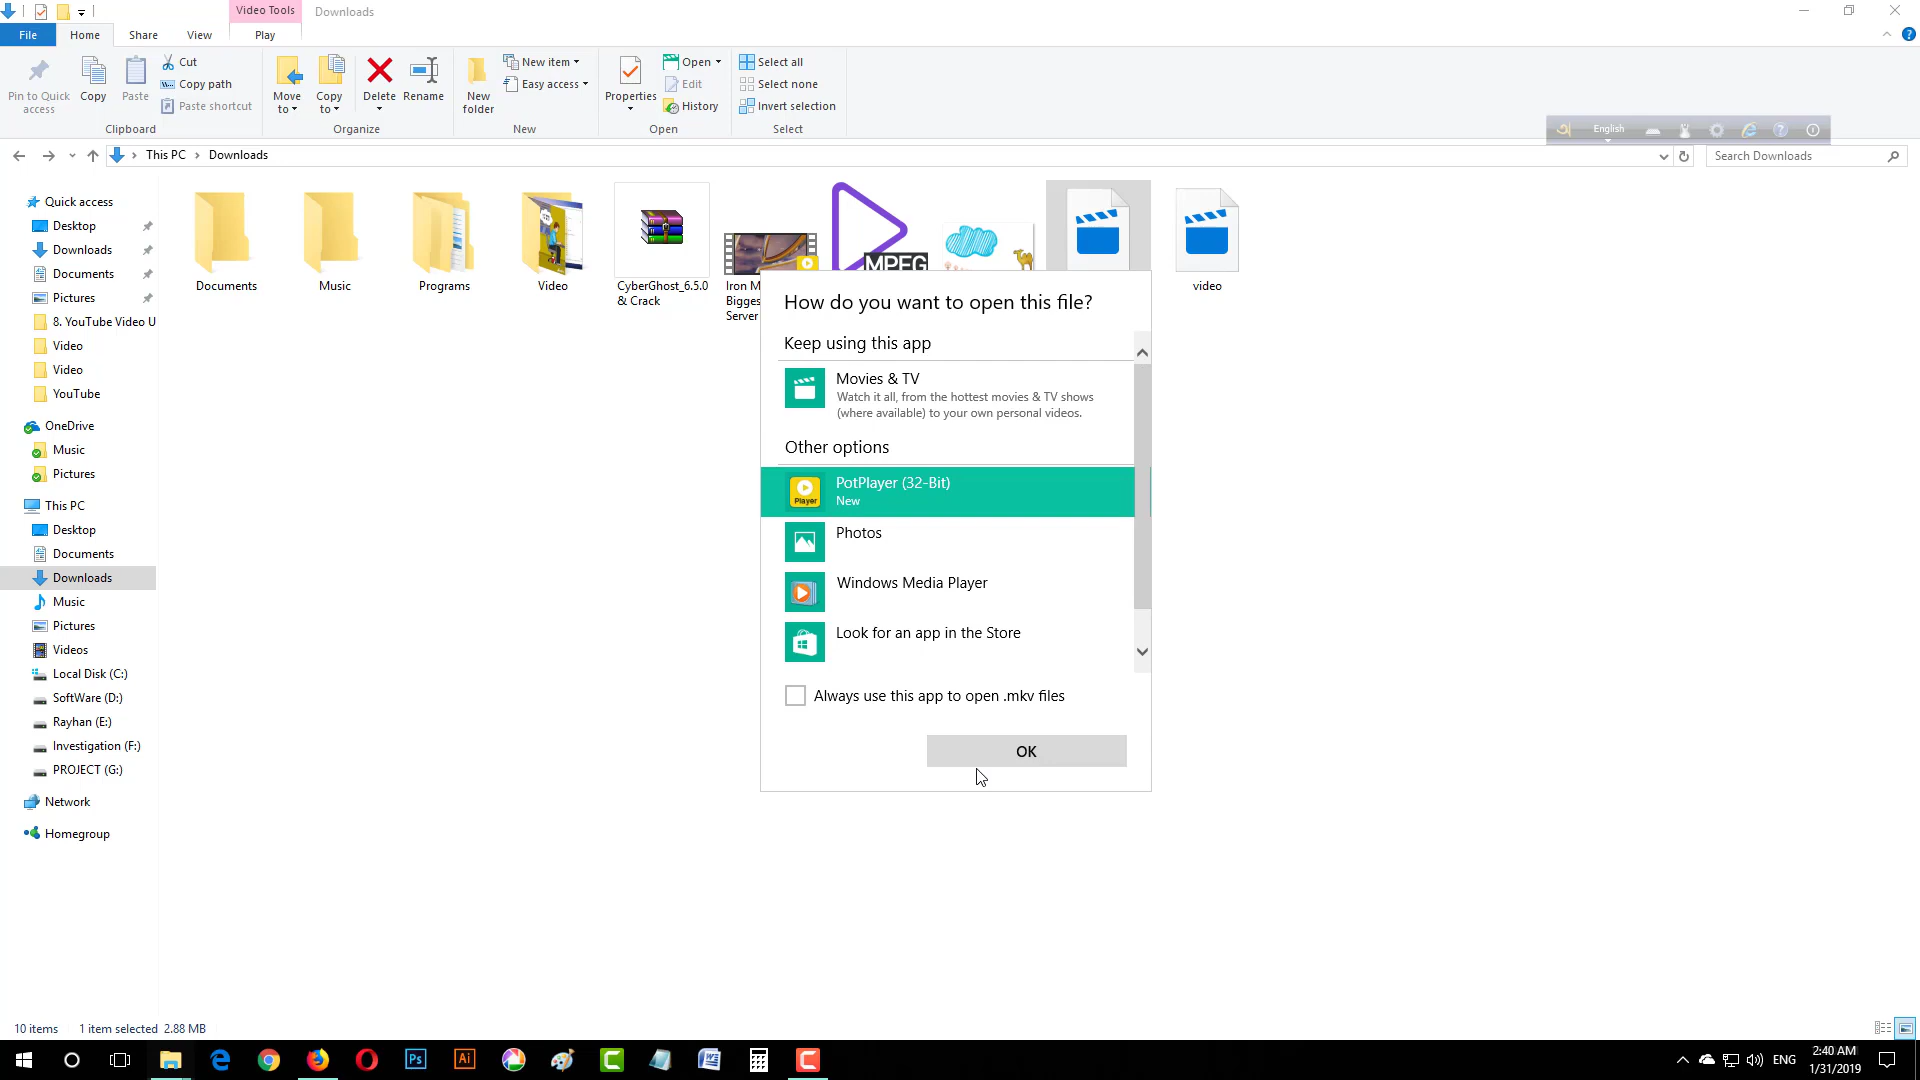 Video Tools
Downloads
File
Home
Share
View
Play
Pin to Quick access
Copy
Paste
Cut
Copy path
Paste shortcut
Clipboard
Move to
Copy to
Delete
Rename
Organize
New folder
New item
Easy access
New
Properties
Open
Edit
History
Open
Select all
Select none
Invert selection
Select
English
This PC
Downloads
Search Downloads
Quick access
Desktop
Downloads
Documents
Pictures
8. YouTube Video U
Video
Video
YouTube
OneDrive
Music
Pictures
This PC
Desktop
Documents
Downloads
Music
Pictures
Videos
Local Disk (C:)
SoftWare (D:)
Rayhan (E:)
Investigation (F:)
PROJECT (G:)
Network
Homegroup
Documents
Music
Programs
Video
CyberGhost_6.5.0
& Crack
Iron M
Bigges
Server
MPEG
video
How do you want to open this file?
Keep using this app
Movies & TV
Watch it all, from the hottest movies & TV shows
(where available) to your own personal videos.
Other options
Player
PotPlayer (32-Bit)
New
Photos
Windows Media Player
Look for an app in the Store
Always use this app to open .mkv files
OK
10 items
1 item selected 2.88 MB
Ps
Ai
ENG
2:40 AM
1/31/2019